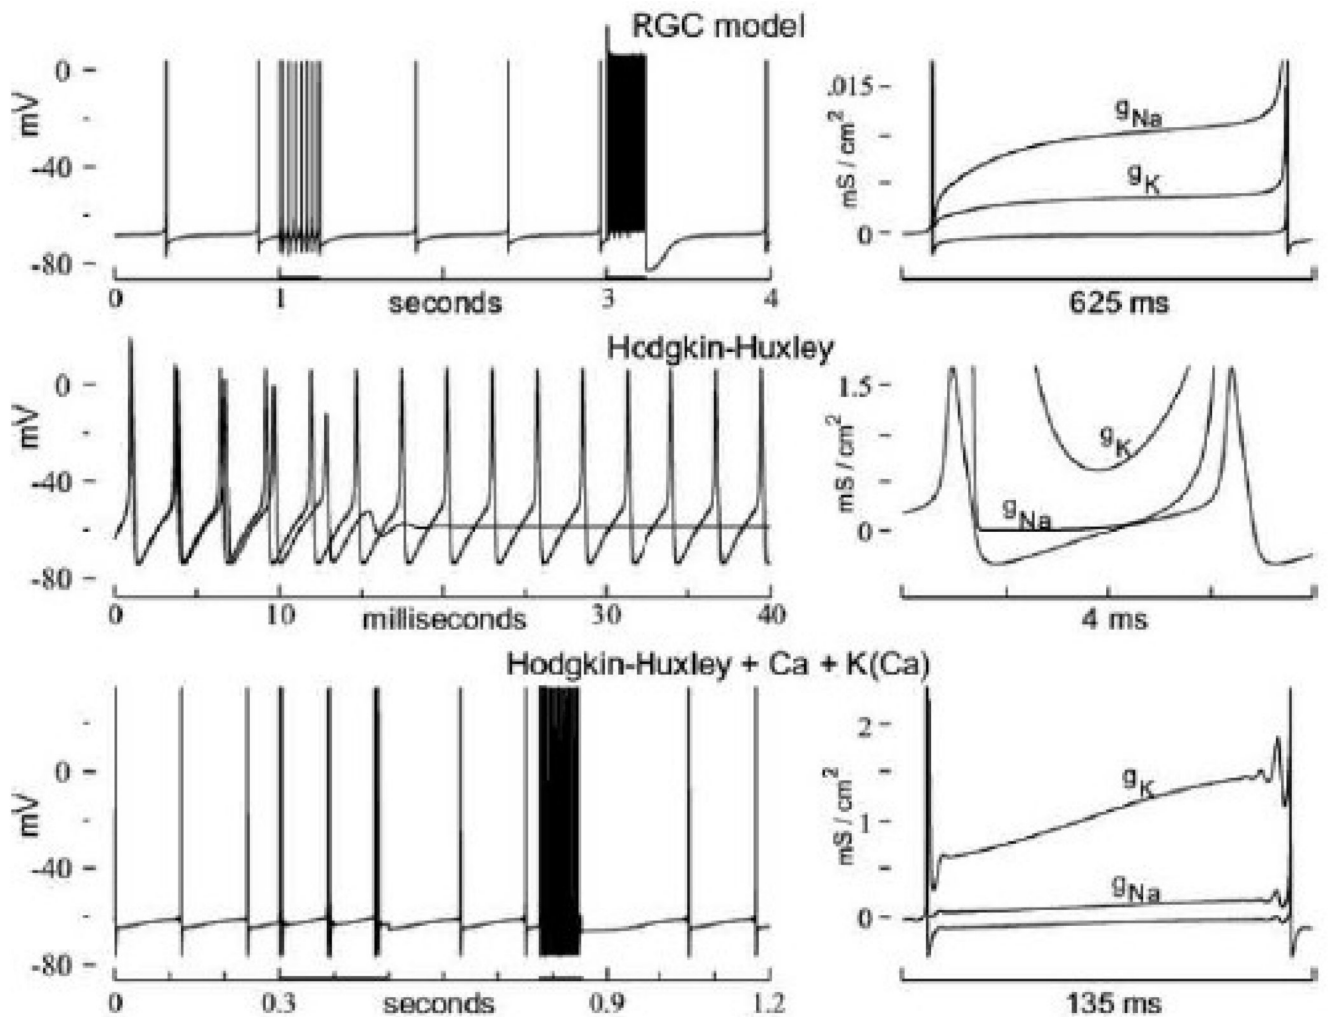 RGC model
0
-40
-80
mV
0
1
seconds
3
4
.015
0
mS / cm2
gNa
gK
625 ms
Hodgkin-Huxley
0
-40
-80
mV
0
10
milliseconds
30
40
1.5
0
mS / cm2
gK
gNa
4 ms
Hodgkin-Huxley + Ca + K(Ca)
0
-40
-80
mV
0
0.3
seconds
0.9
1.2
2
1
0
mS / cm2
gK
gNa
135 ms